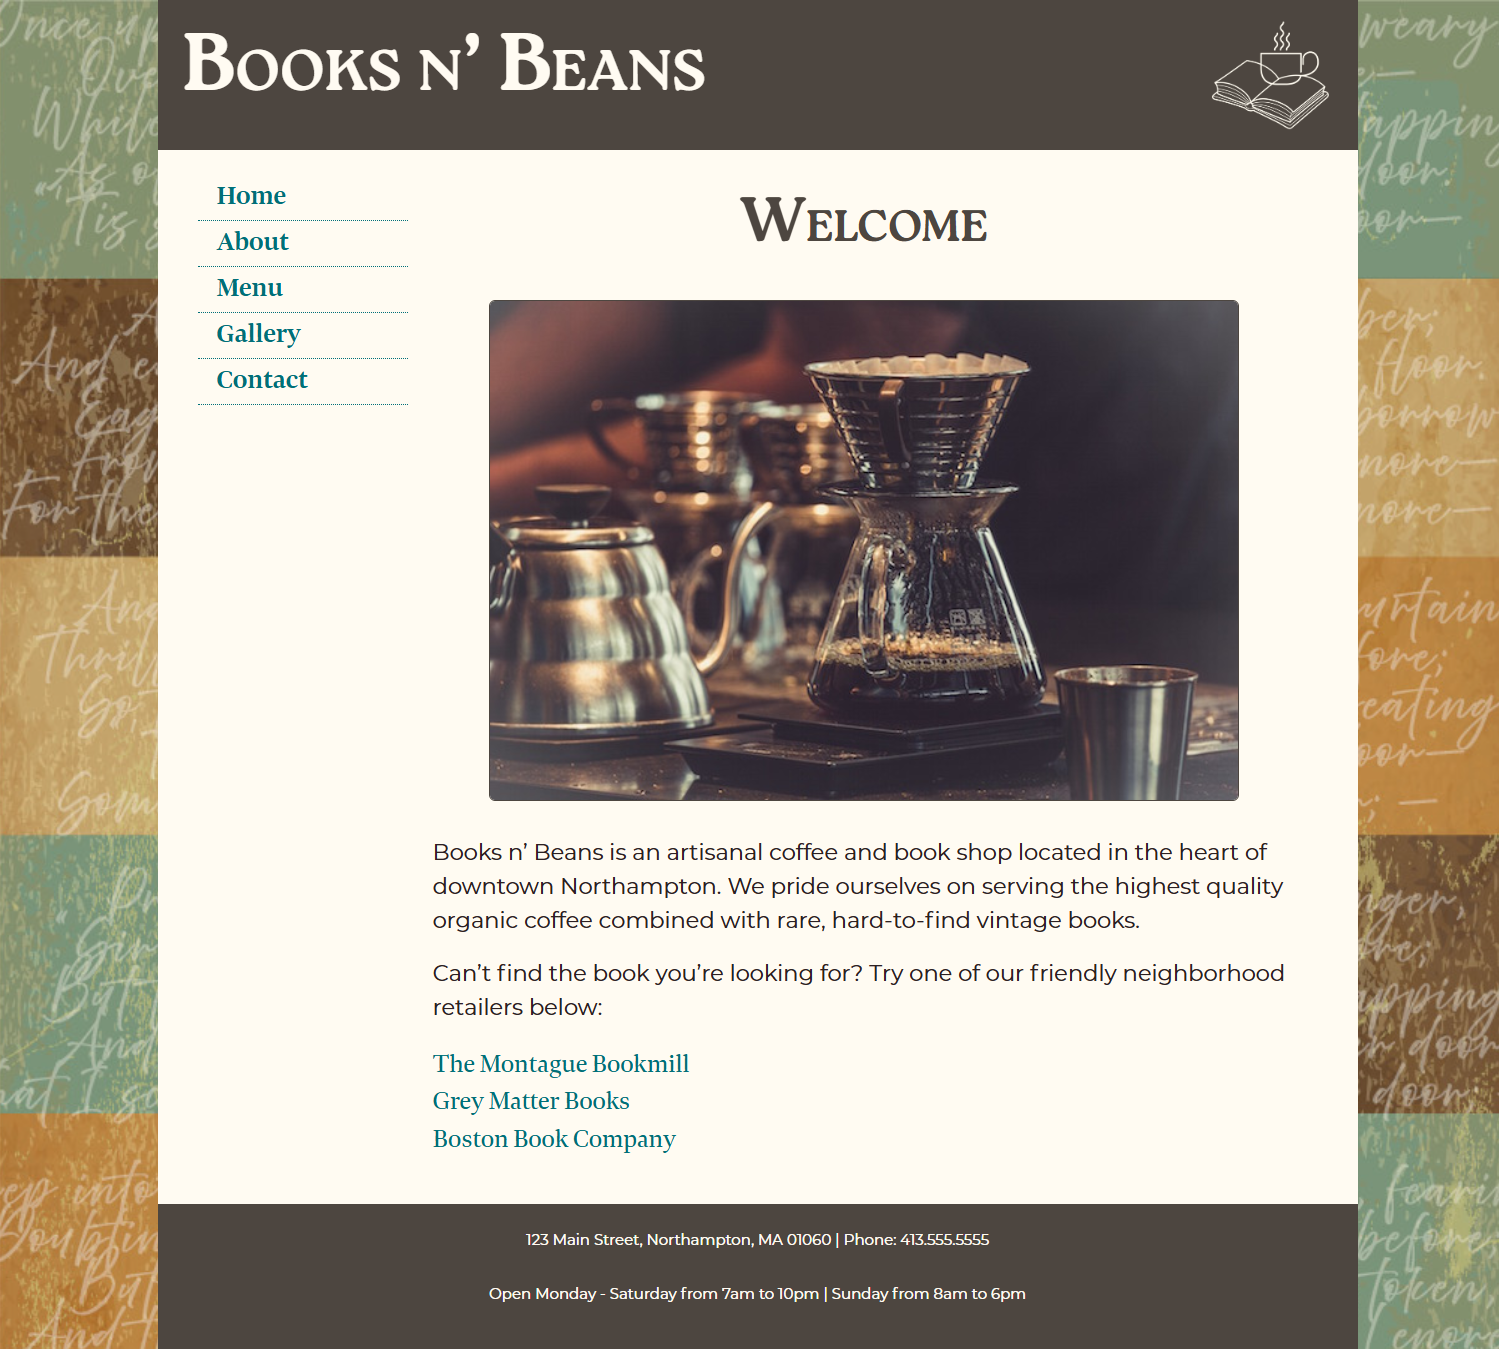 Books n’ Beans
Home
About
Menu
Gallery
Contact
Welcome
Books n’ Beans is an artisanal coffee and book shop located in the heart of
downtown Northampton. We pride ourselves on serving the highest quality
organic coffee combined with rare, hard-to-find vintage books.
Can’t find the book you’re looking for? Try one of our friendly neighborhood
retailers below:
The Montague Bookmill
Grey Matter Books
Boston Book Company
123 Main Street, Northampton, MA 01060 | Phone: 413.555.5555
Open Monday - Saturday from 7am to 10pm | Sunday from 8am to 6pm